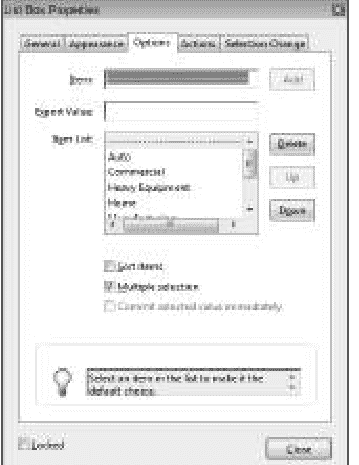 List Box Properties
General Appearance Options Actions Selection Change
Item: Add
Export Value:
Item List: Delete
Auto
Commercial
Heavy Equipment Up
House
Down
Sort items
Multiple selection
Commit selected value immediately
Select an item in the list to make it the
default choice.
Locked Close